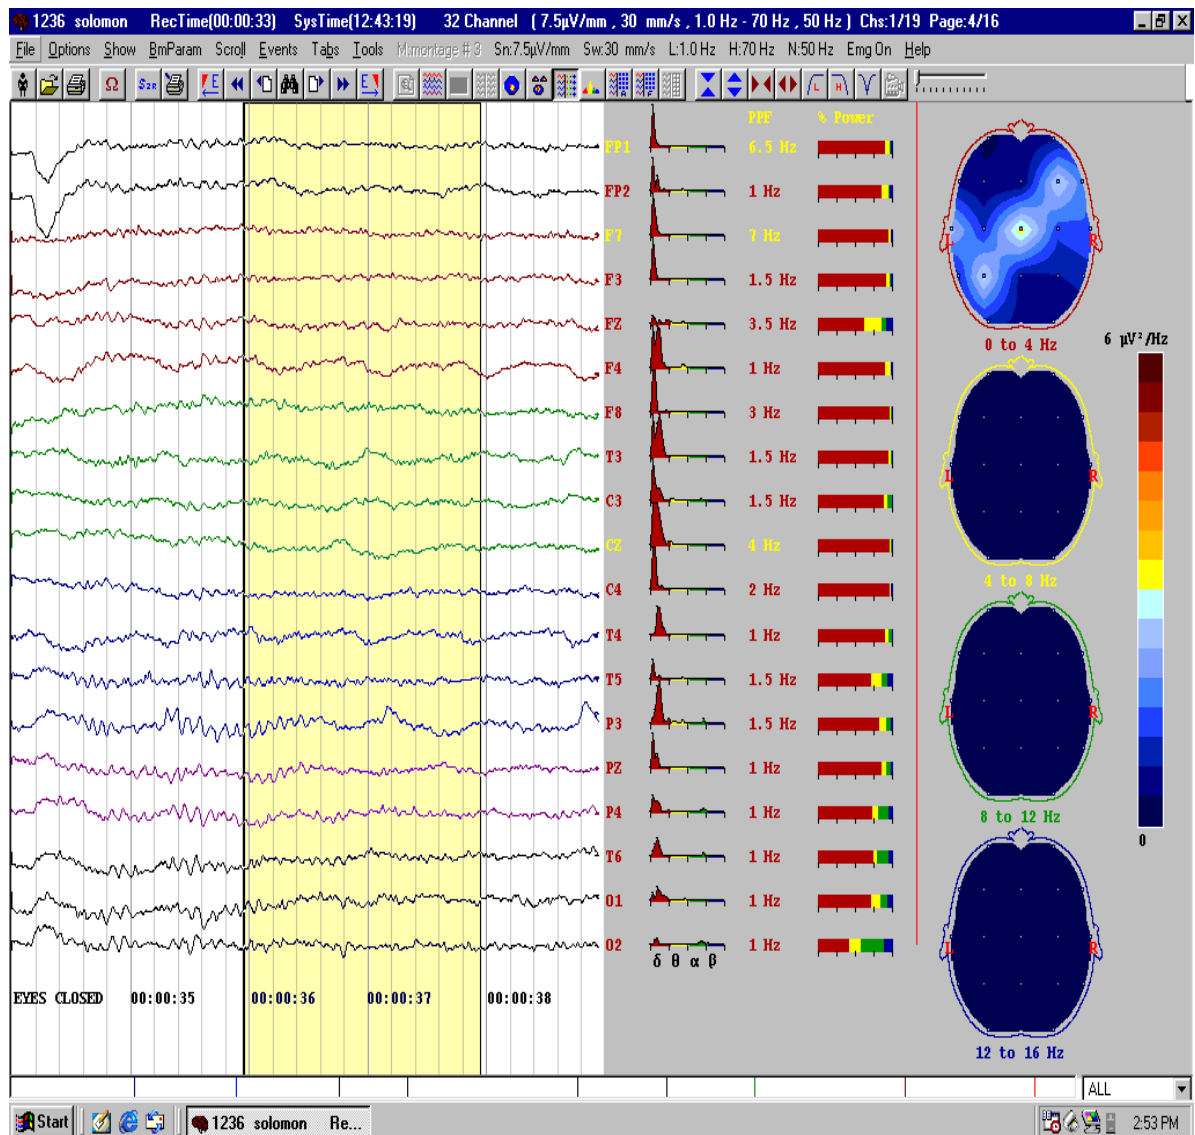 1236 solomon RecTime(00:00:33) SysTime(12:43:19) 32 Channel ( 7.5µV/mm , 30 mm/s , 1.0 Hz - 70 Hz , 50 Hz ) Chs:1/19 Page:4/16
File Options Show BmParam Scroll Events Tabs Tools M:montage # 3 Sn:7.5µV/mm Sw:30 mm/s L:1.0 Hz H:70 Hz N:50 Hz Emg On Help
PPF % Power
FP1 6.5 Hz
FP2 1 Hz
F7 7 Hz
F3 1.5 Hz
FZ 3.5 Hz
F4 1 Hz
F8 3 Hz
T3 1.5 Hz
C3 1.5 Hz
CZ 4 Hz
C4 2 Hz
T4 1 Hz
T5 1.5 Hz
P3 1.5 Hz
PZ 1 Hz
P4 1 Hz
T6 1 Hz
O1 1 Hz
O2 1 Hz
δ θ α β
EYES CLOSED 00:00:35 00:00:36 00:00:37 00:00:38
L R
0 to 4 Hz
6 µV²/Hz
L R
4 to 8 Hz
L R
8 to 12 Hz
0
L R
12 to 16 Hz
ALL
Start 1236 solomon Re... 2:53 PM